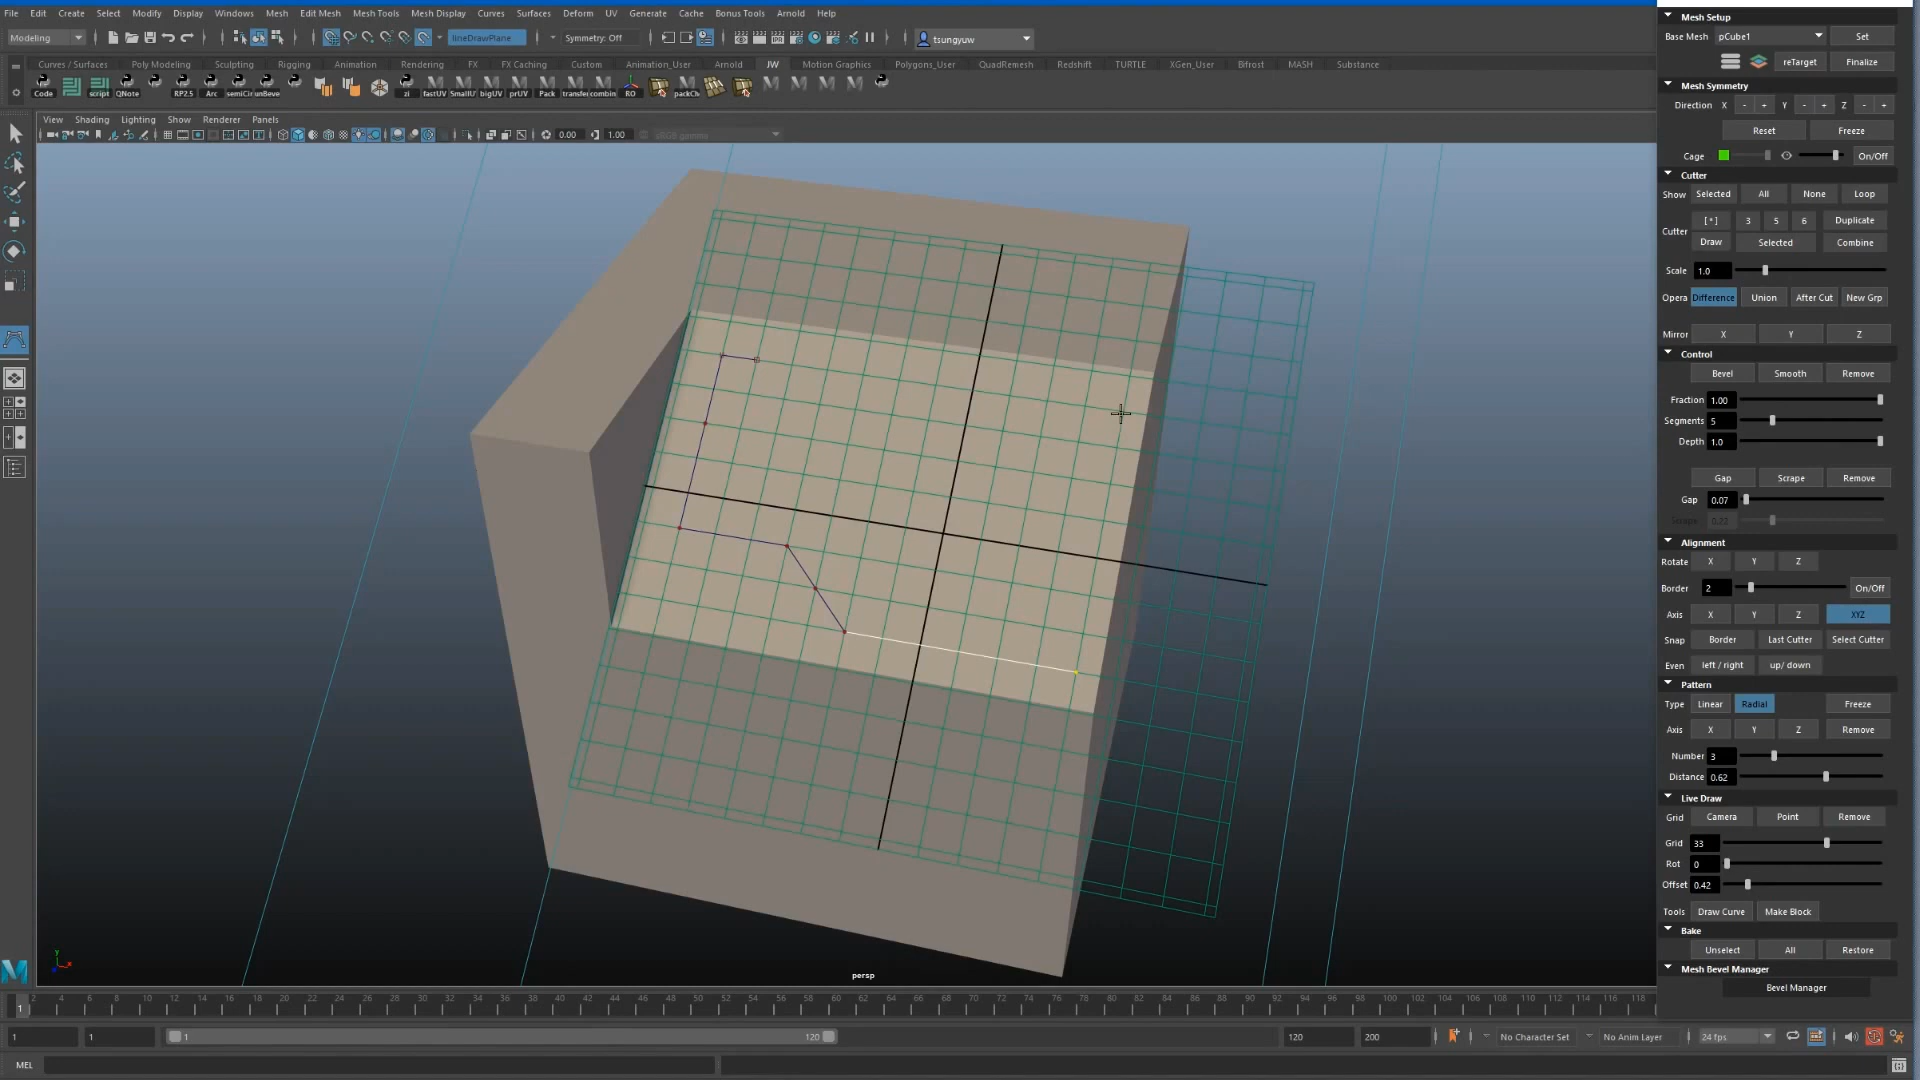 File Edit Create Select Modify Display Windows Mesh Edit Mesh Mesh Tools Mesh Display Curves Surfaces Deform UV Generate Cache Bonus Tools Arnold Help
Modeling lineDrawPlane Symmetry: Off tsungyuw
Curves / Surfaces Poly Modeling Sculpting Rigging Animation Rendering FX FX Caching Custom Animation_User Arnold JW Motion Graphics Polygons_User QuadRemesh Redshift TURTLE XGen_User Bifrost MASH Substance
Code script QNote RP2.5 Arc semiCir unBeve zi fastUV SmallU bigUV prUV Pack transfe combin RO packCh
View Shading Lighting Show Renderer Panels
0.00 1.00 sRGB gamma
persp
1 2 4 6 8 10 12 14 16 18 20 22 24 26 28 30 32 34 36 38 40 42 44 46 48 50 52 54 56 58 60 62 64 66 68 70 72 74 76 78 80 82 84 86 88 90 92 94 96 98 100 102 104 106 108 110 112 114 116 118
1 1 1 120 120 200 No Character Set No Anim Layer 24 fps
MEL
Mesh Setup
Base Mesh pCube1 Set
reTarget Finalize
Mesh Symmetry
Direction X - + Y - + Z - +
Reset Freeze
Cage On/Off
Cutter
Show Selected All None Loop
Cutter [*] 3 5 6 Duplicate
Draw Selected Combine
Scale 1.0
Opera Difference Union After Cut New Grp
Mirror X Y Z
Control
Bevel Smooth Remove
Fraction 1.00
Segments 5
Depth 1.0
Gap Scrape Remove
Gap 0.07
Scrape 0.22
Alignment
Rotate X Y Z
Border 2 On/Off
Axis X Y Z XYZ
Snap Border Last Cutter Select Cutter
Even left / right up/ down
Pattern
Type Linear Radial Freeze
Axis X Y Z Remove
Number 3
Distance 0.62
Live Draw
Grid Camera Point Remove
Grid 33
Rot 0
Offset 0.42
Tools Draw Curve Make Block
Bake
Unselect All Restore
Mesh Bevel Manager
Bevel Manager